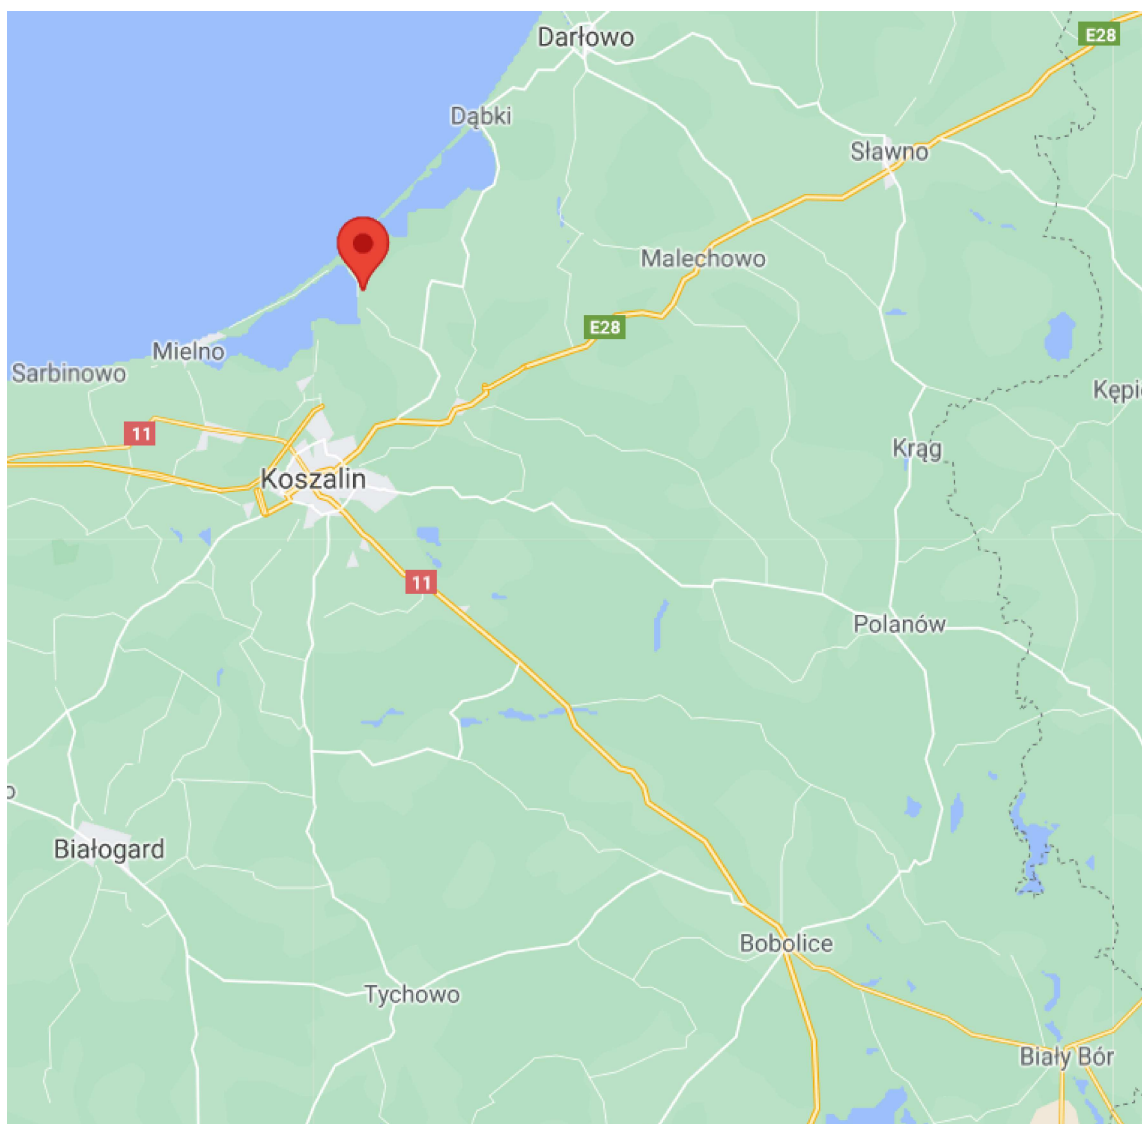 Darłowo
E28
Dąbki
Sławno
Malechowo
E28
Mielno
Sarbinowo
Kępi
11
Krąg
Koszalin
11
Polanów
Białogard
Bobolice
Tychowo
Biały Bór